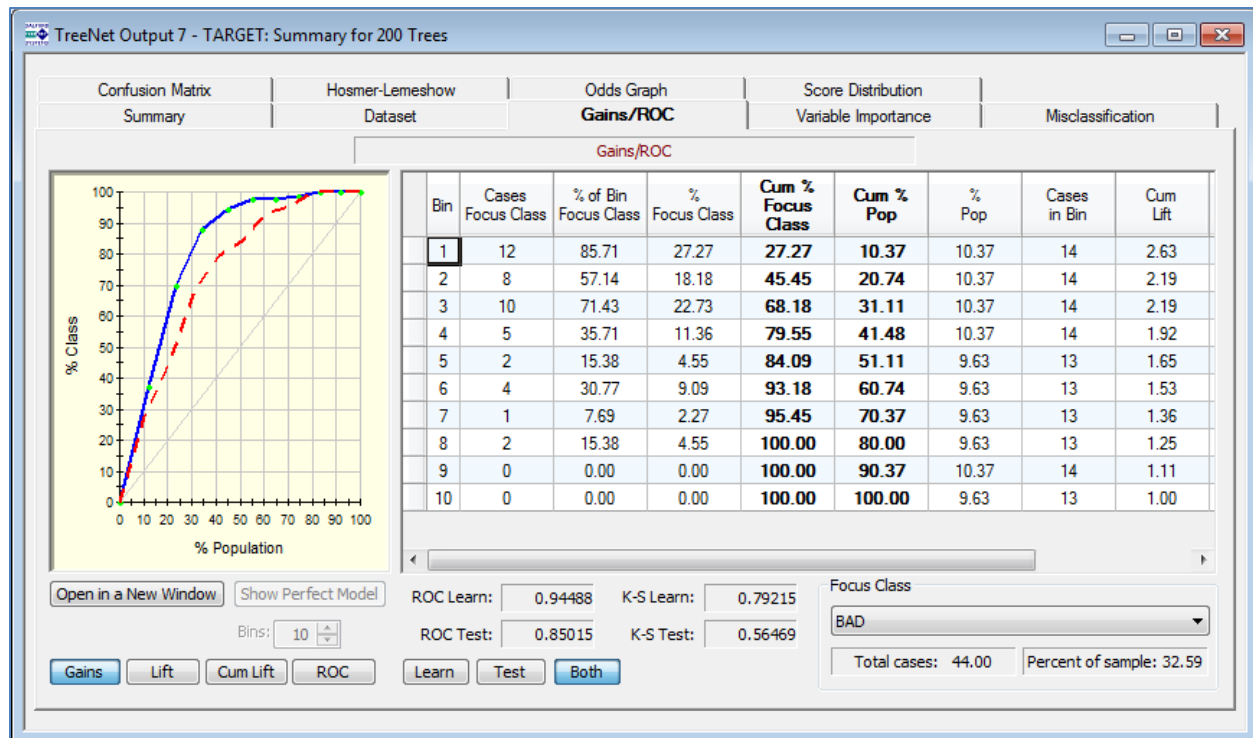 TreeNet Output 7 - TARGET: Summary for 200 Trees
Confusion Matrix Hosmer-Lemeshow Odds Graph Score Distribution
Summary Dataset Gains/ROC Variable Importance Misclassification
Gains/ROC
% Class
100
90
80
70
60
50
40
30
20
10
0
0 10 20 30 40 50 60 70 80 90 100
% Population
Bin Cases Focus Class % of Bin Focus Class % Focus Class Cum % Focus Class Cum % Pop % Pop Cases in Bin Cum Lift
1 12 85.71 27.27 27.27 10.37 10.37 14 2.63
2 8 57.14 18.18 45.45 20.74 10.37 14 2.19
3 10 71.43 22.73 68.18 31.11 10.37 14 2.19
4 5 35.71 11.36 79.55 41.48 10.37 14 1.92
5 2 15.38 4.55 84.09 51.11 9.63 13 1.65
6 4 30.77 9.09 93.18 60.74 9.63 13 1.53
7 1 7.69 2.27 95.45 70.37 9.63 13 1.36
8 2 15.38 4.55 100.00 80.00 9.63 13 1.25
9 0 0.00 0.00 100.00 90.37 10.37 14 1.11
10 0 0.00 0.00 100.00 100.00 9.63 13 1.00
Open in a New Window Show Perfect Model
Bins: 10
Gains Lift Cum Lift ROC
ROC Learn: 0.94488 K-S Learn: 0.79215
ROC Test: 0.85015 K-S Test: 0.56469
Learn Test Both
Focus Class
BAD
Total cases: 44.00 Percent of sample: 32.59